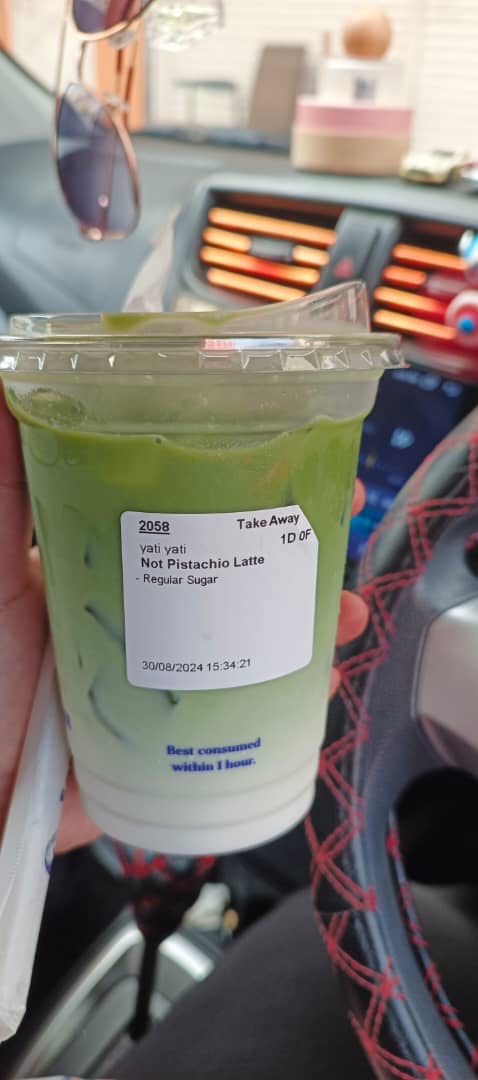 2058 Take Away
1D 0F
yati yati
Not Pistachio Latte
- Regular Sugar
30/08/2024 15:34:21
Best consumed
within 1 hour.